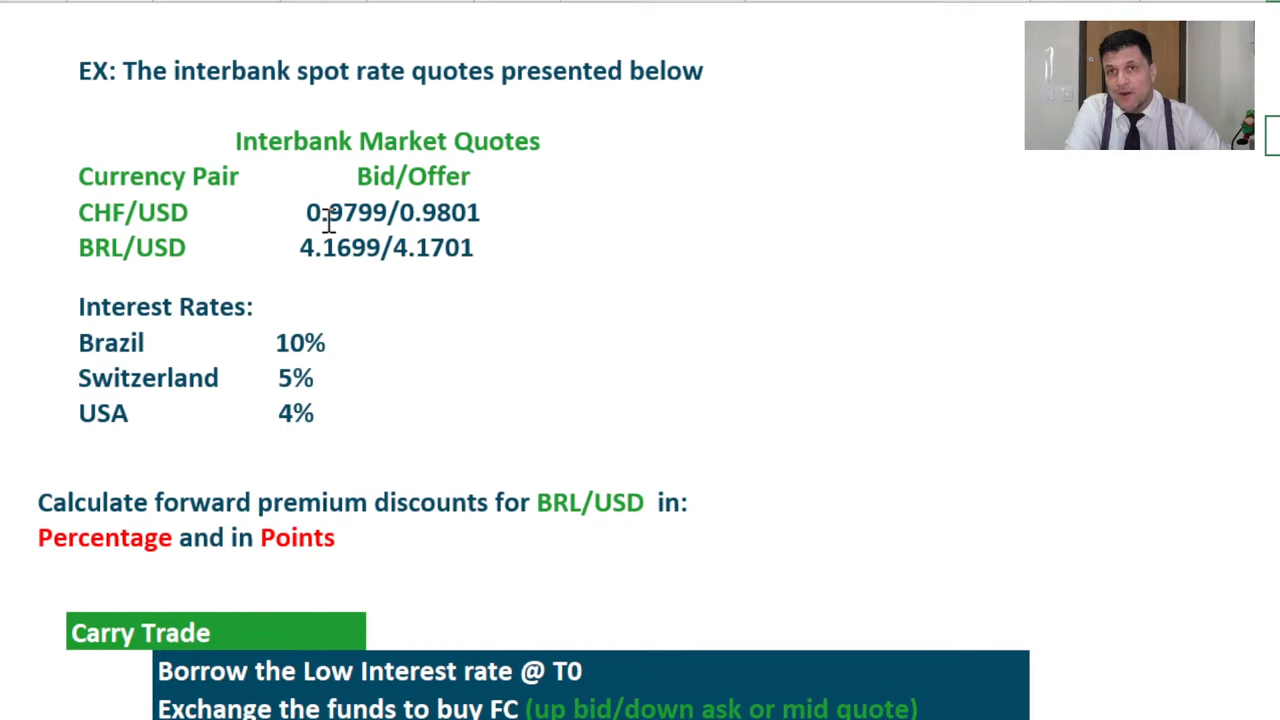 EX: The interbank spot rate quotes presented below
Interbank Market Quotes
Currency Pair Bid/Offer
CHF/USD 0.9799/0.9801
BRL/USD 4.1699/4.1701
Interest Rates:
Brazil 10%
Switzerland 5%
USA 4%
Calculate forward premium discounts for BRL/USD in:
Percentage and in Points
Carry Trade
Borrow the Low Interest rate @ T0
Exchange the funds to buy FC (up bid/down ask or mid quote)